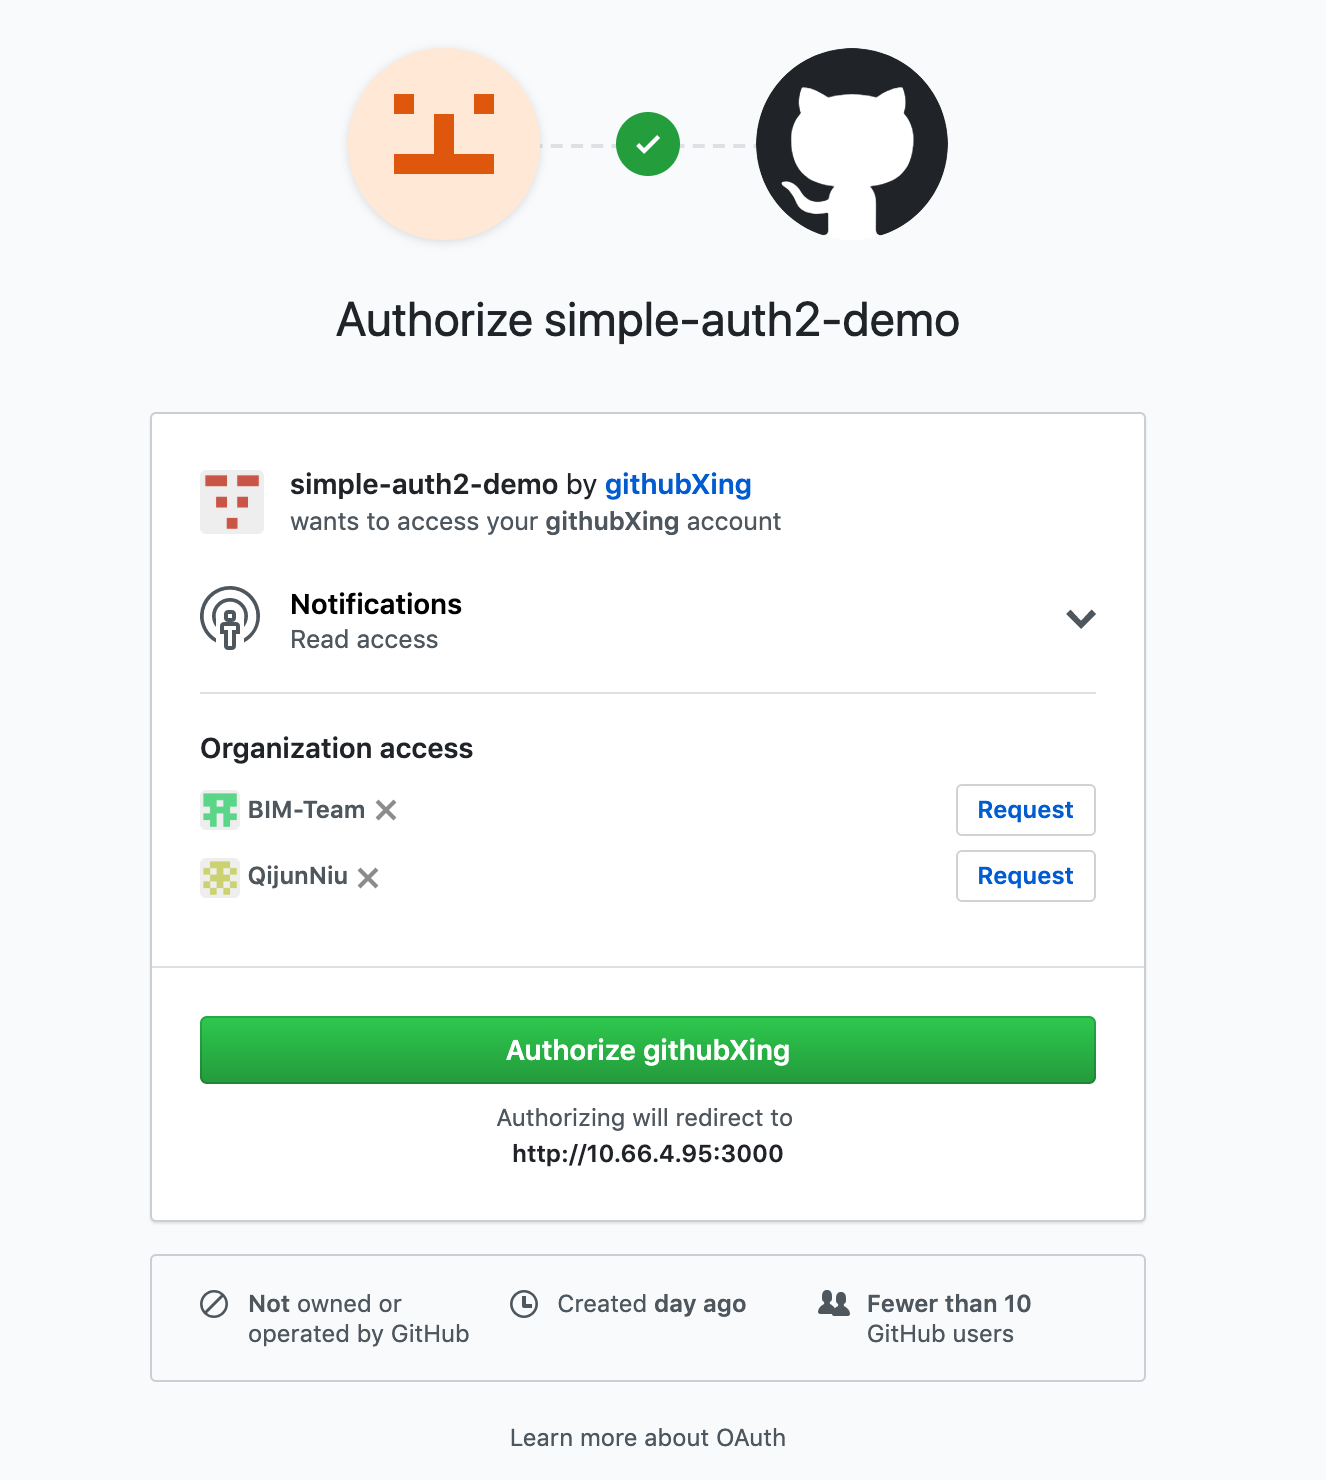 Authorize simple-auth2-demo
simple-auth2-demo by githubXing
wants to access your githubXing account
Notifications
Read access
Organization access
BIM-Team
Request
QijunNiu
Request
Authorize githubXing
Authorizing will redirect to
http://10.66.4.95:3000
Not owned or
operated by GitHub
Created day ago
Fewer than 10
GitHub users
Learn more about OAuth